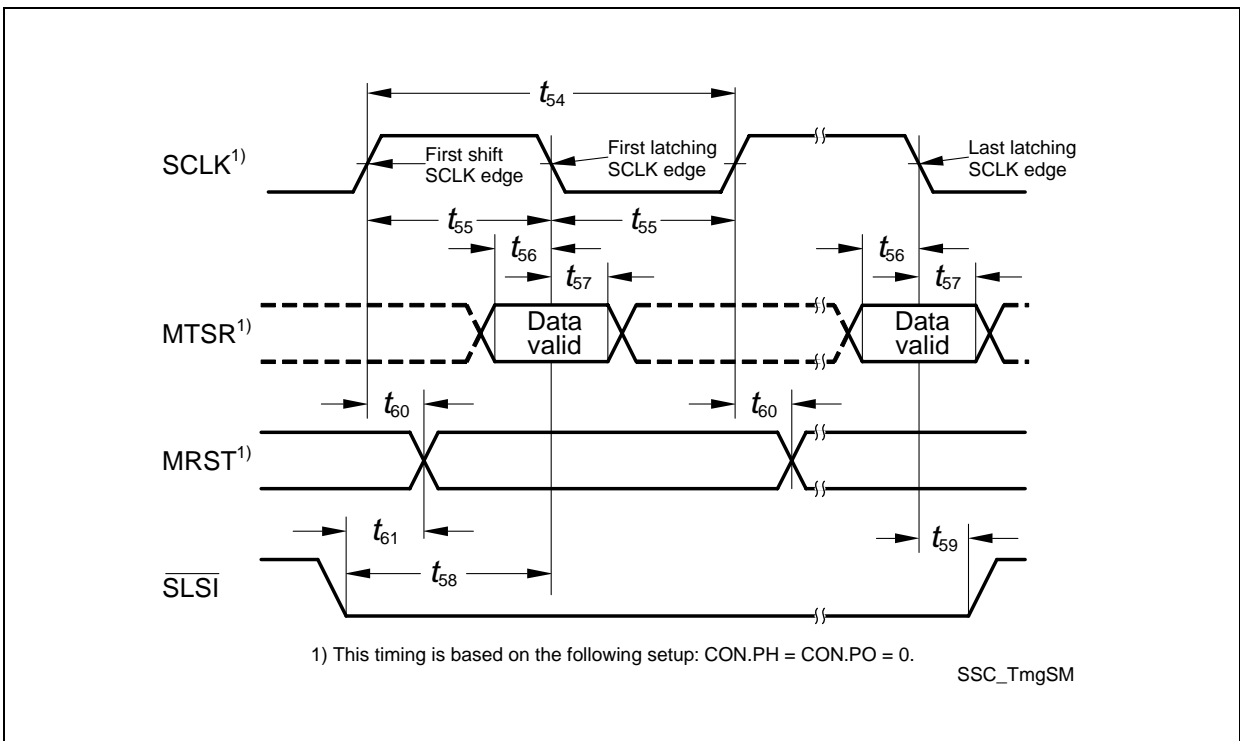 t54
SCLK1)
First shift
SCLK edge
First latching
SCLK edge
Last latching
SCLK edge
t55
t55
t56
t57
t56
t57
MTSR1)
Data
valid
Data
valid
t60
t60
MRST1)
t61
t59
SLSI
t58
1) This timing is based on the following setup: CON.PH = CON.PO = 0.
SSC_TmgSM